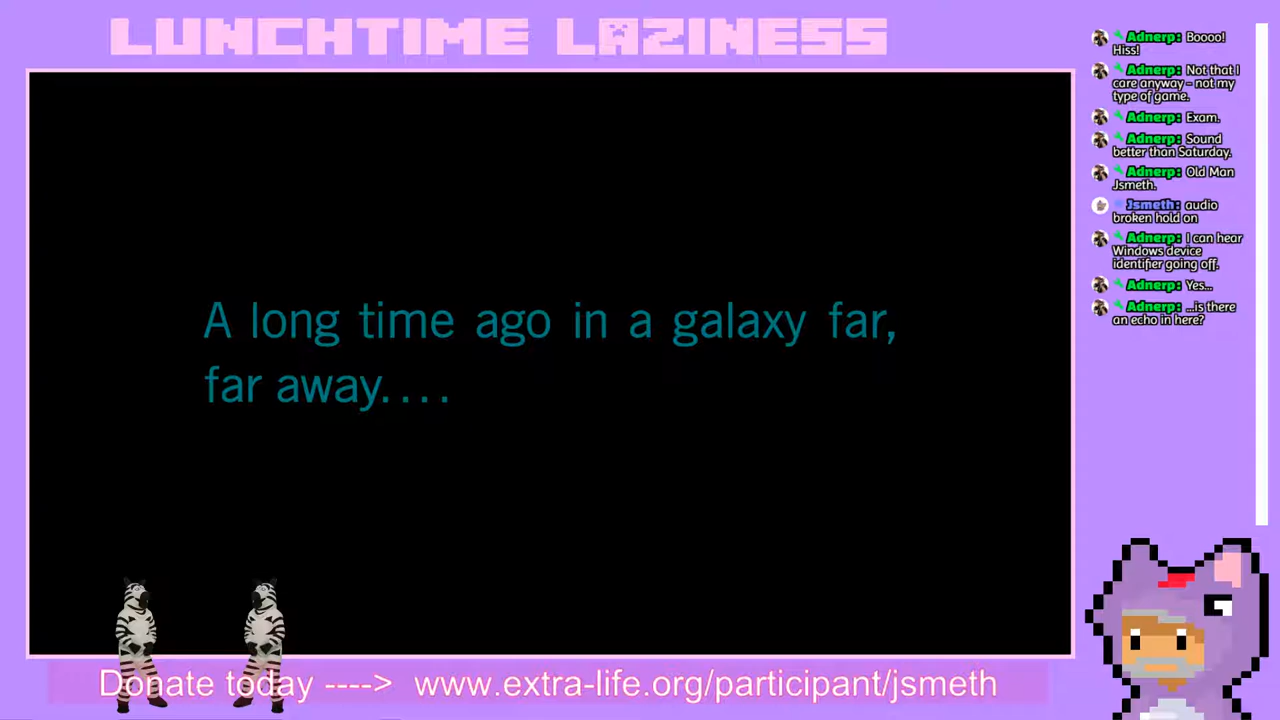 LUNCHTIME LAZINESS
A long time ago in a galaxy far,
far away....
Adnerp: Boooo!
Hiss!
Adnerp: Not that I
care anyway - not my
type of game.
Adnerp: Exam.
Adnerp: Sound
better than Saturday.
Adnerp: Old Man
Jsmeth.
Jsmeth: audio
broken hold on
Adnerp: I can hear
Windows device
identifier going off.
Adnerp: Yes...
Adnerp: ...is there
an echo in here?
Donate today ----> www.extra-life.org/participant/jsmeth